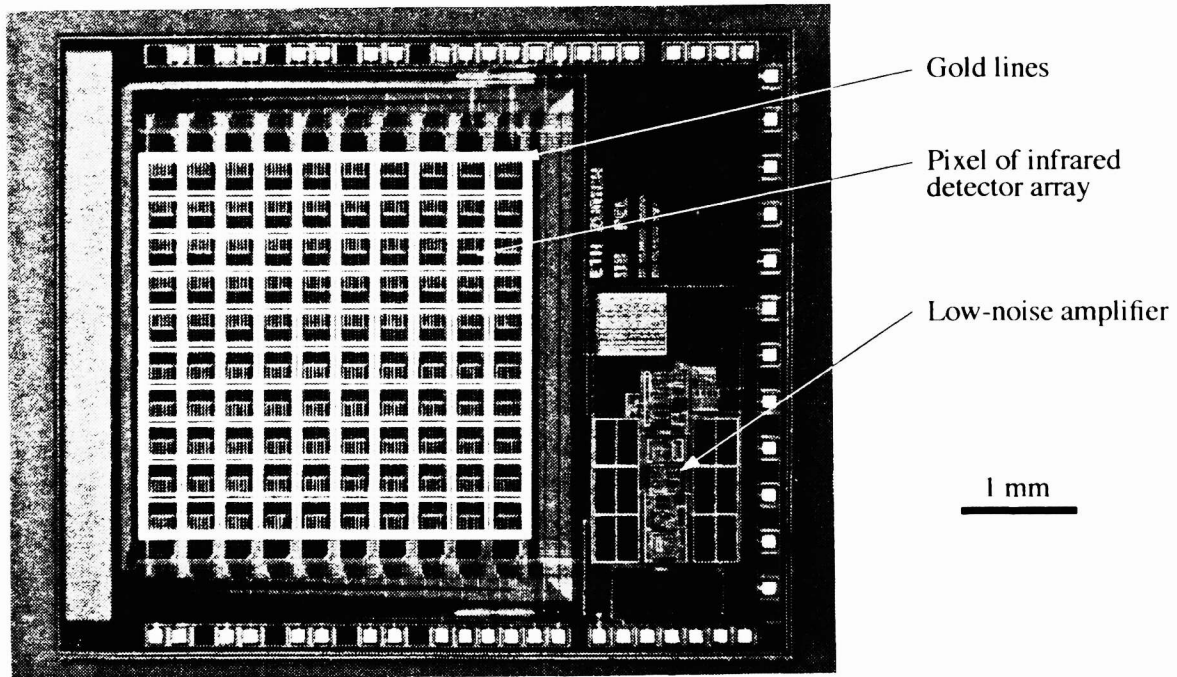 Gold lines
Pixel of infrared
detector array
Low-noise amplifier
1 mm